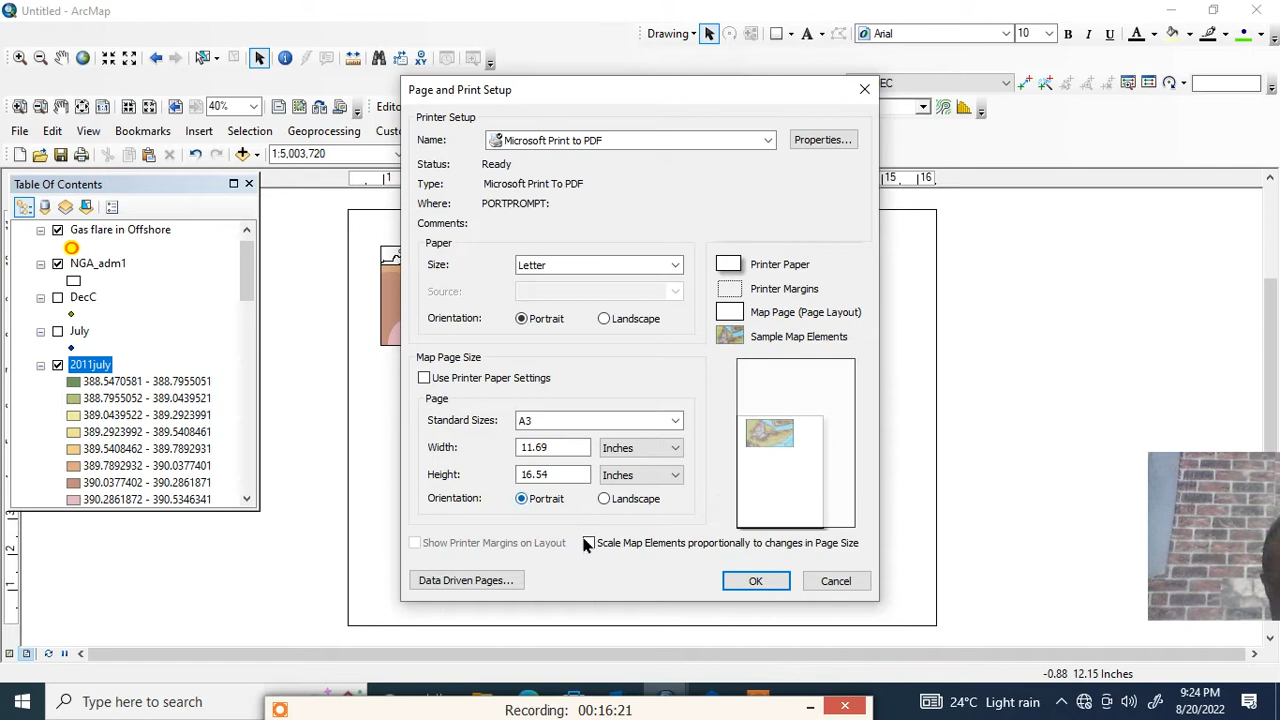 Untitled - ArcMap
Drawing
A
Arial
10
B
I
U
A
40%
Edito
EC
File
Edit
View
Bookmarks
Insert
Selection
Geoprocessing
Custo
1:5,003,720
Table Of Contents
Gas flare in Offshore
NGA_adm1
DecC
July
2011july
388.5470581 - 388.7955051
388.7955052 - 389.0439521
389.0439522 - 389.2923991
389.2923992 - 389.5408461
389.5408462 - 389.7892931
389.7892932 - 390.0377401
390.0377402 - 390.2861871
390.2861872 - 390.5346341
1
15
16
Page and Print Setup
Printer Setup
Name:
Microsoft Print to PDF
Properties...
Status:
Ready
Type:
Microsoft Print To PDF
Where:
PORTPROMPT:
Comments:
Paper
Size:
Letter
Source:
Orientation:
Portrait
Landscape
Printer Paper
Printer Margins
Map Page (Page Layout)
Sample Map Elements
Map Page Size
Use Printer Paper Settings
Page
Standard Sizes:
A3
Width:
11.69
Inches
Height:
16.54
Inches
Orientation:
Portrait
Landscape
Show Printer Margins on Layout
Scale Map Elements proportionally to changes in Page Size
Data Driven Pages...
OK
Cancel
-0.88 12.15 Inches
Type here to search
Recording: 00:16:21
24°C Light rain
9:24 PM
8/20/2022